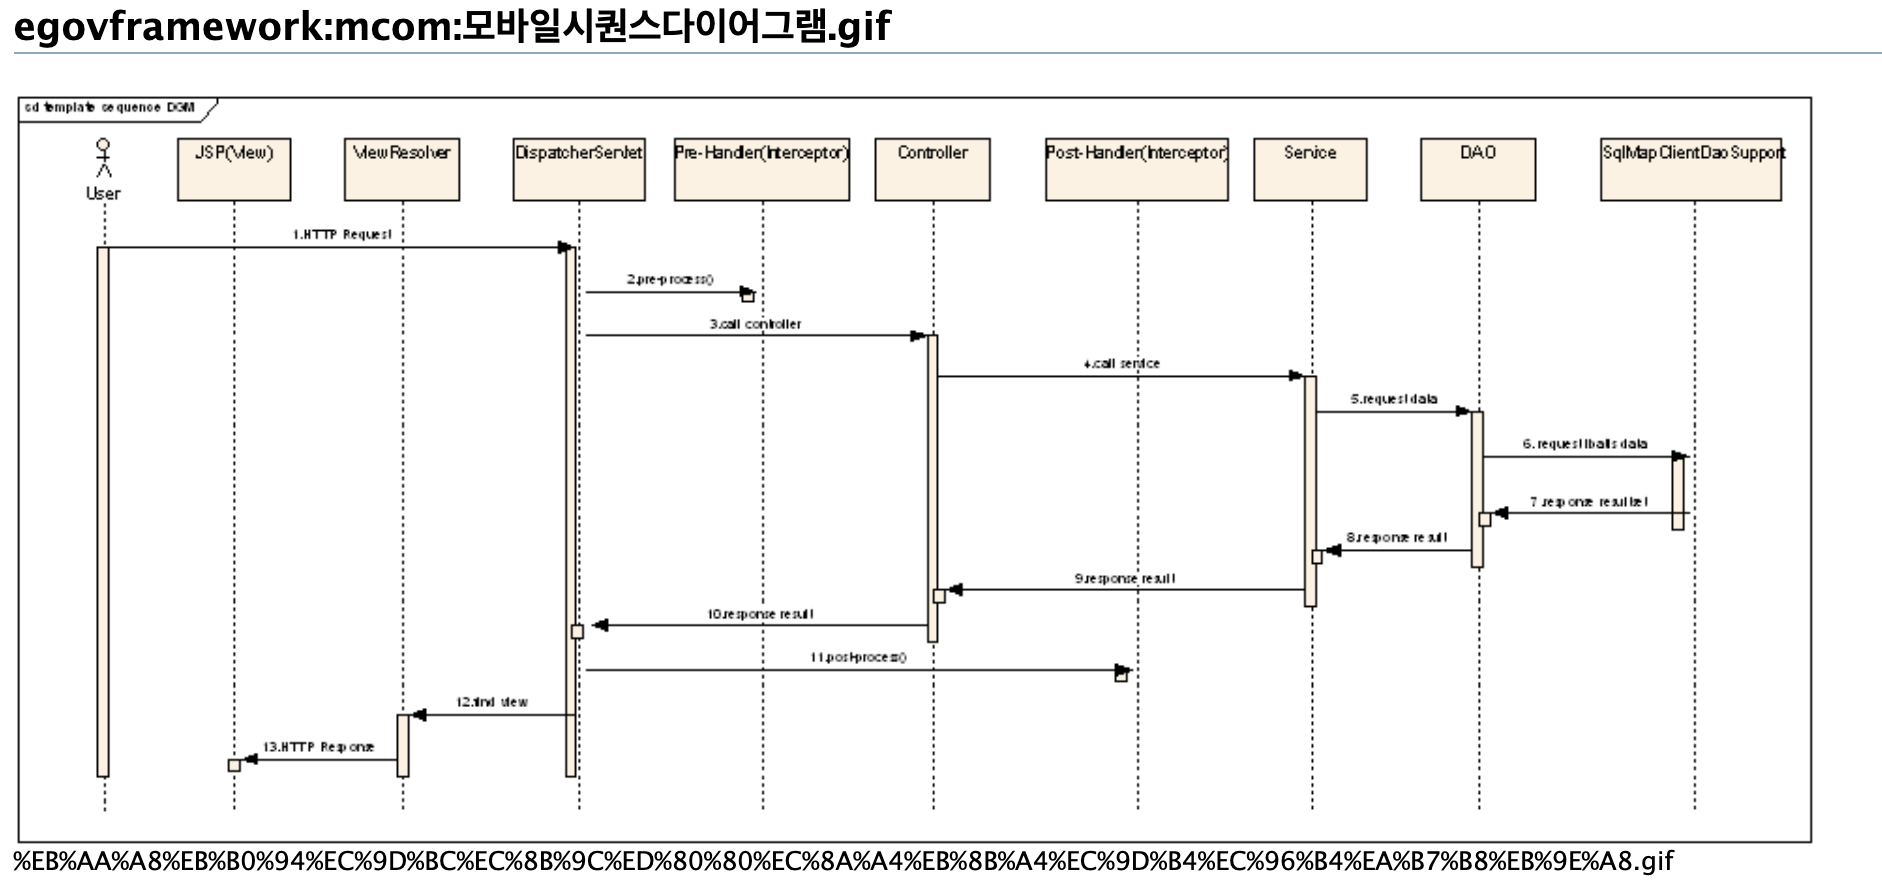 egovframework:mcom:모바일시퀀스다이어그램.gif
sd template sequence DGM
User
JSP(View)
ViewResolver
DispatcherServlet
Pre-Handler(Interceptor)
Controller
Post-Handler(Interceptor)
Service
DAO
SqlMapClientDaoSupport
1.HTTP Request
2.pre-process()
3.call controller
4.call service
5.request data
6. request ibatis data
7.response resultset
8.response result
9.response result
10.response result
11.post-process()
12.find view
13.HTTP Response
%EB%AA%A8%EB%B0%94%EC%9D%BC%EC%8B%9C%ED%80%80%EC%8A%A4%EB%8B%A4%EC%9D%B4%EC%96%B4%EA%B7%B8%EB%9E%A8.gif